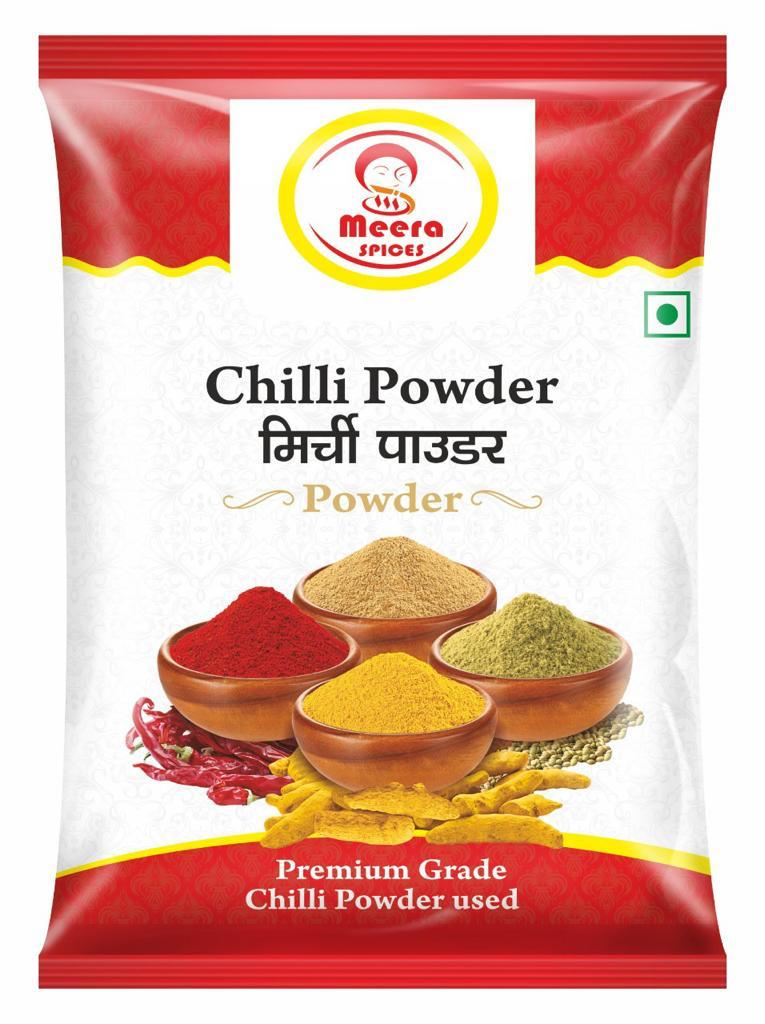 Meera
SPICES
Chilli Powder
मिर्ची पाउडर
Powder
Premium Grade
Chilli Powder used